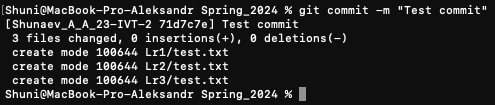 [Shuni@MacBook-Pro-Aleksandr Spring_2024 % git commit -m "Test commit"
[Shunaev_A_A_23-IVT-2 71d7c7e] Test commit
 3 files changed, 0 insertions(+), 0 deletions(-)
 create mode 100644 Lr1/test.txt
 create mode 100644 Lr2/test.txt
 create mode 100644 Lr3/test.txt
Shuni@MacBook-Pro-Aleksandr Spring_2024 %